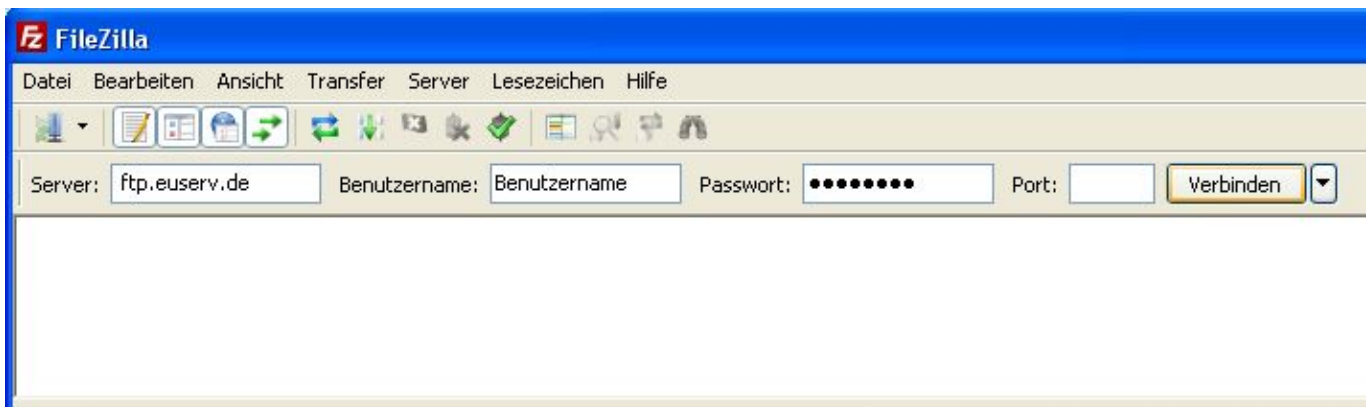 FileZilla
Datei Bearbeiten Ansicht Transfer Server Lesezeichen Hilfe
Server: ftp.euserv.de Benutzername: Benutzername Passwort: ●●●●●●●● Port: Verbinden